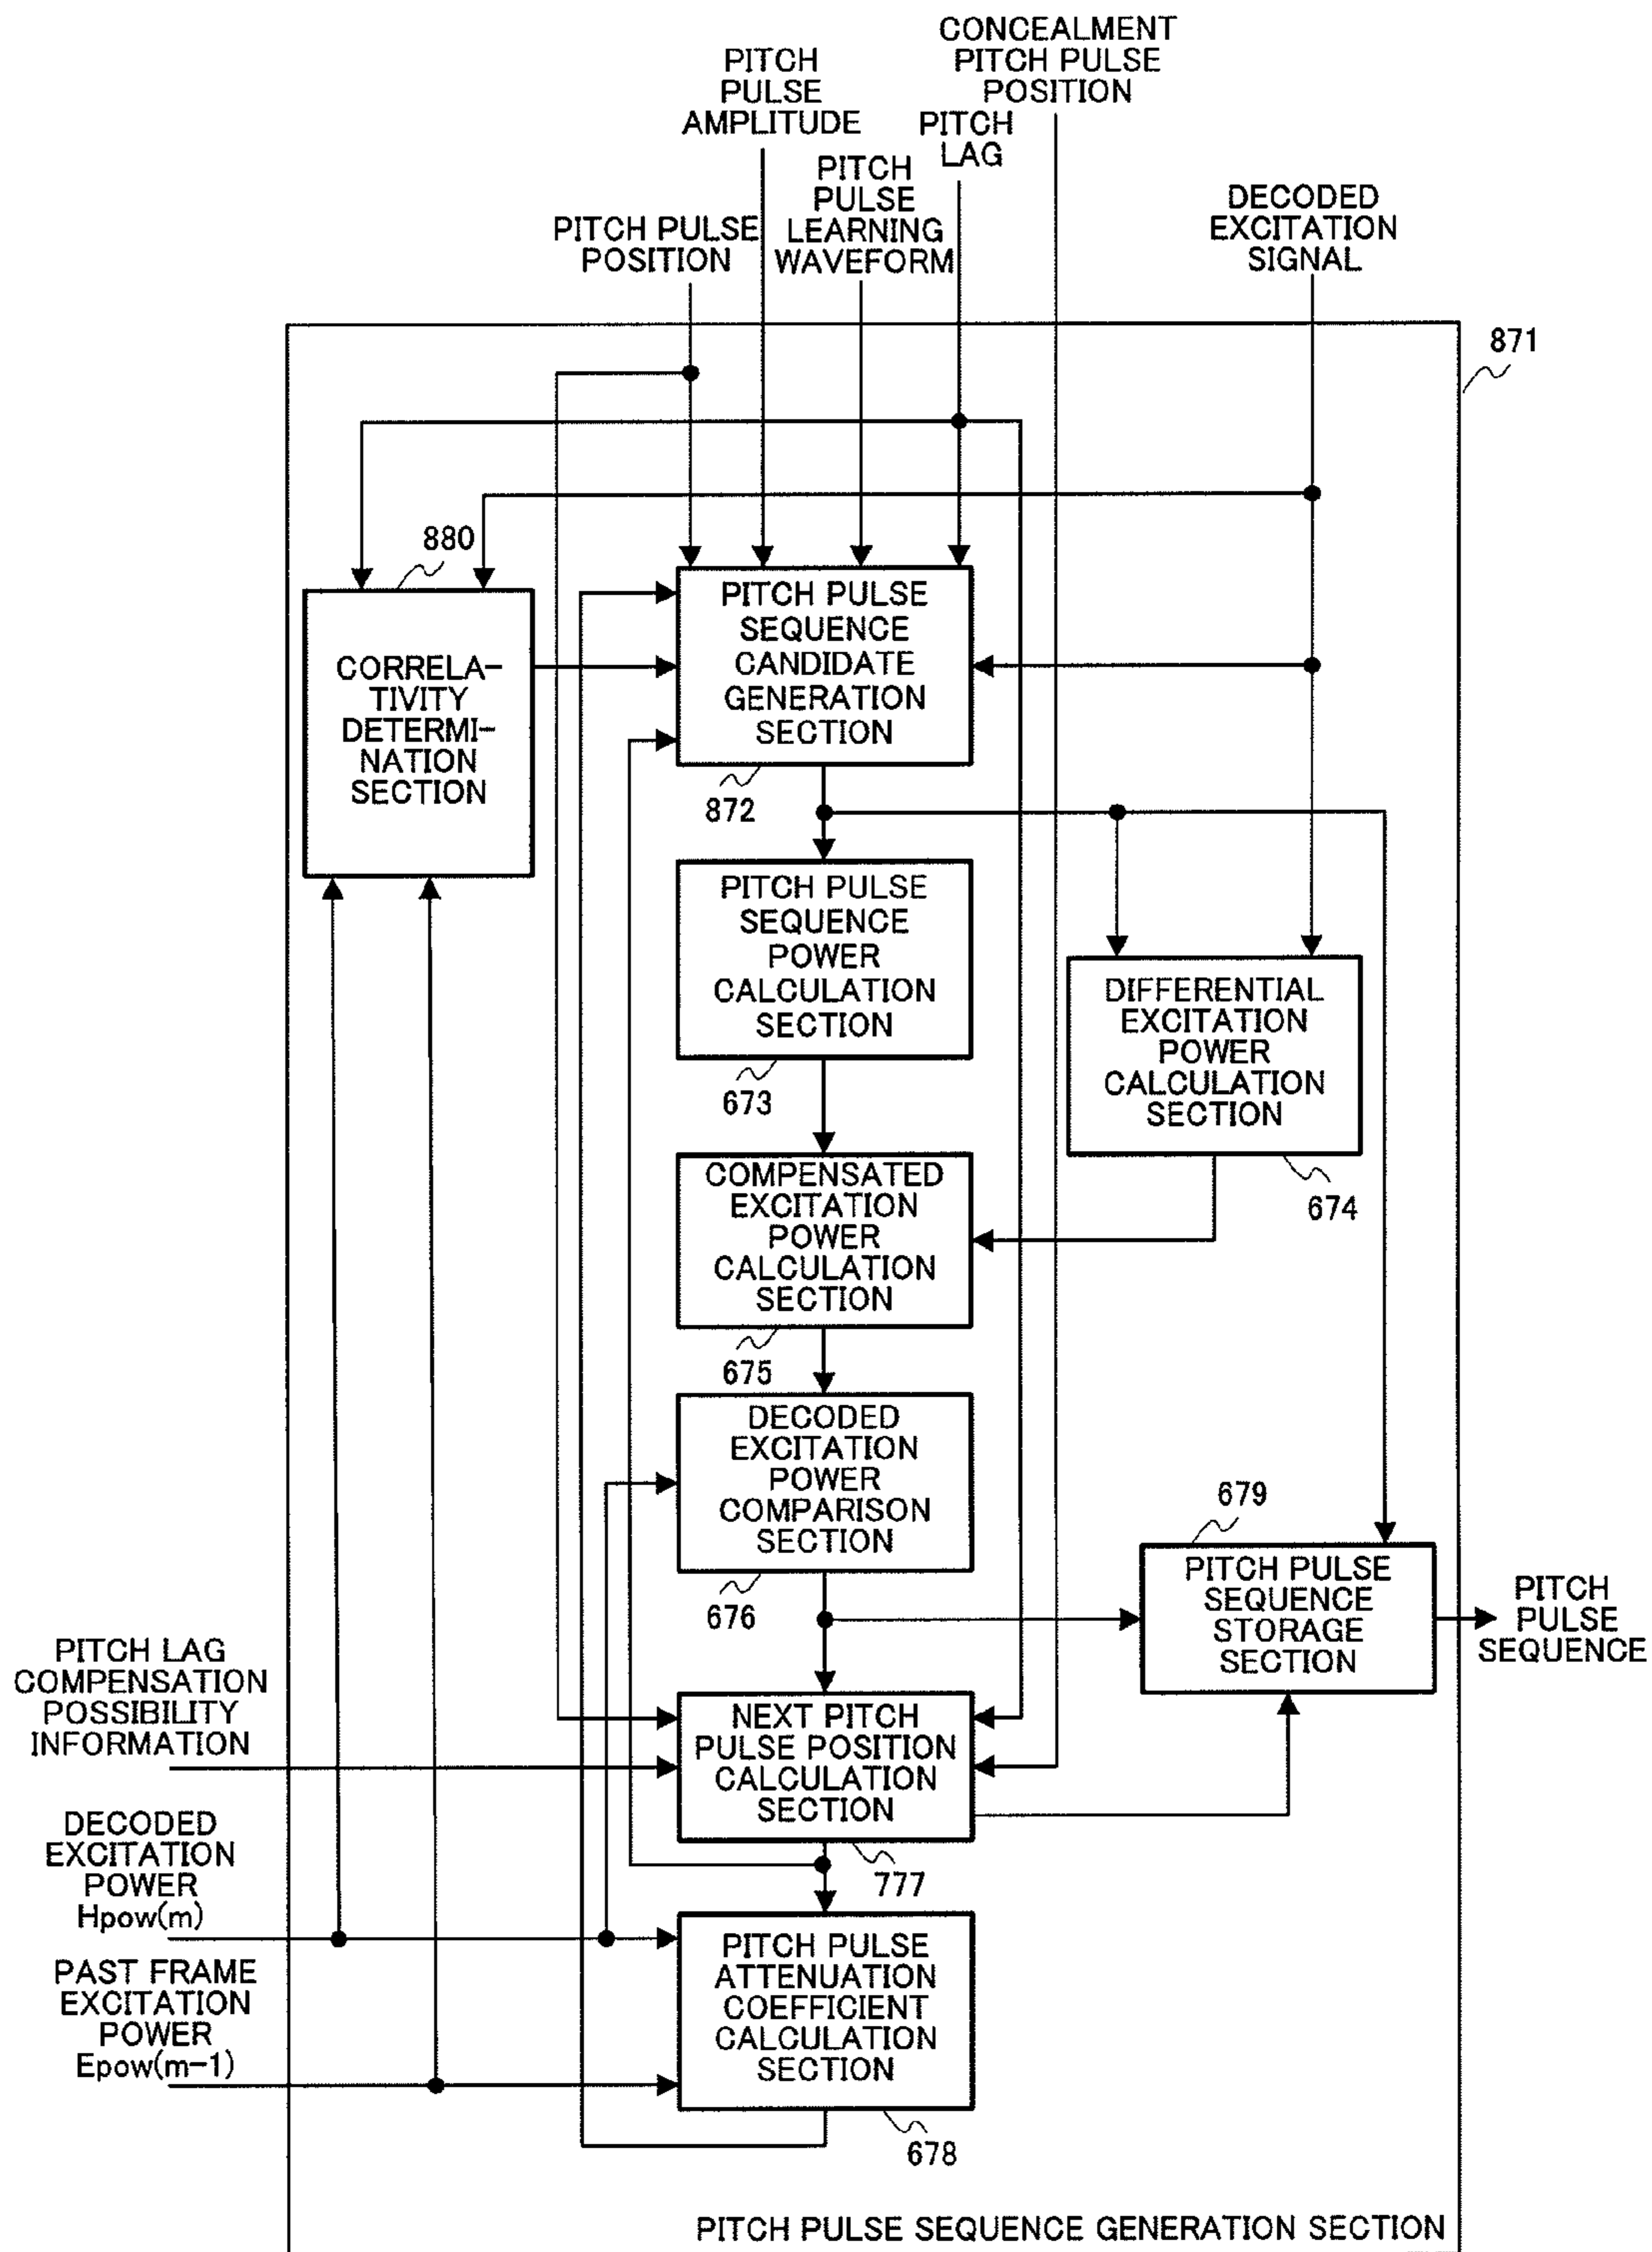 CONCEALMENT
PITCH PULSE
POSITION
PITCH
PULSE
AMPLITUDE
PITCH
LAG
PITCH
PULSE
LEARNING
WAVEFORM
PITCH PULSE
POSITION
DECODED
EXCITATION
SIGNAL
871
880
CORRELA-
TIVITY
DETERMI-
NATION
SECTION
PITCH PULSE
SEQUENCE
CANDIDATE
GENERATION
SECTION
872
PITCH PULSE
SEQUENCE
POWER
CALCULATION
SECTION
673
DIFFERENTIAL
EXCITATION
POWER
CALCULATION
SECTION
674
COMPENSATED
EXCITATION
POWER
CALCULATION
SECTION
675
DECODED
EXCITATION
POWER
COMPARISON
SECTION
676
679
PITCH PULSE
SEQUENCE
STORAGE
SECTION
PITCH
PULSE
SEQUENCE
PITCH LAG
COMPENSATION
POSSIBILITY
INFORMATION
NEXT PITCH
PULSE POSITION
CALCULATION
SECTION
777
DECODED
EXCITATION
POWER
Hpow(m)
PAST FRAME
EXCITATION
POWER
Epow(m-1)
PITCH PULSE
ATTENUATION
COEFFICIENT
CALCULATION
SECTION
678
PITCH PULSE SEQUENCE GENERATION SECTION